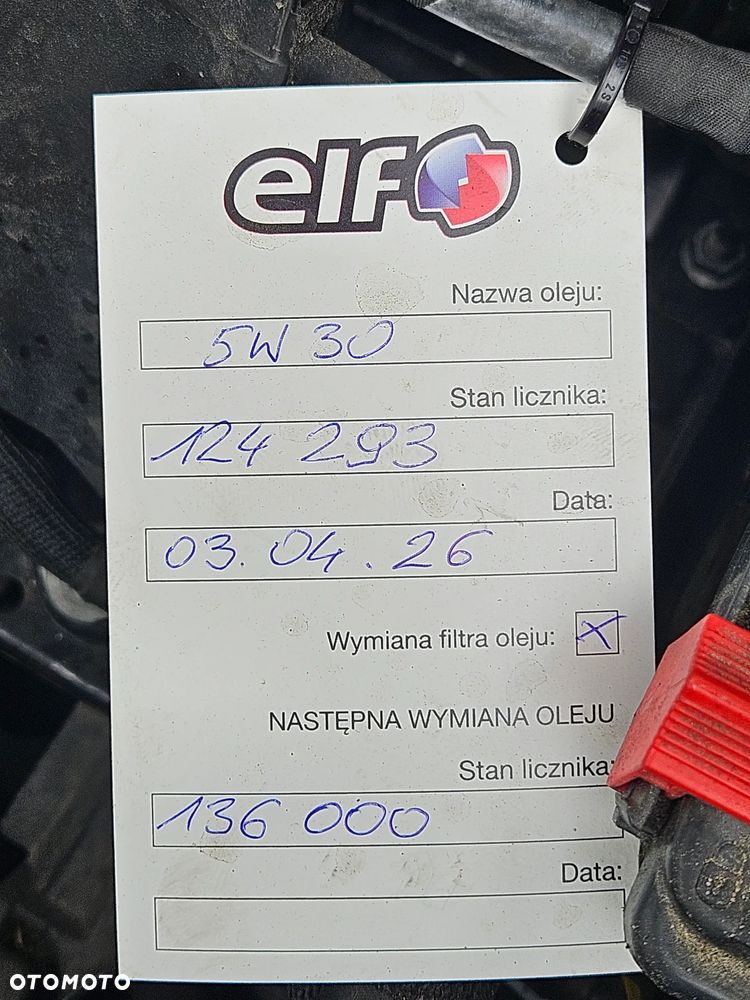 elf
Nazwa oleju:
5W 30
Stan licznika:
124 293
Data:
03.04.26
Wymiana filtra oleju: X
NASTĘPNA WYMIANA OLEJU
Stan licznika:
136 000
Data:
OTOMOTO